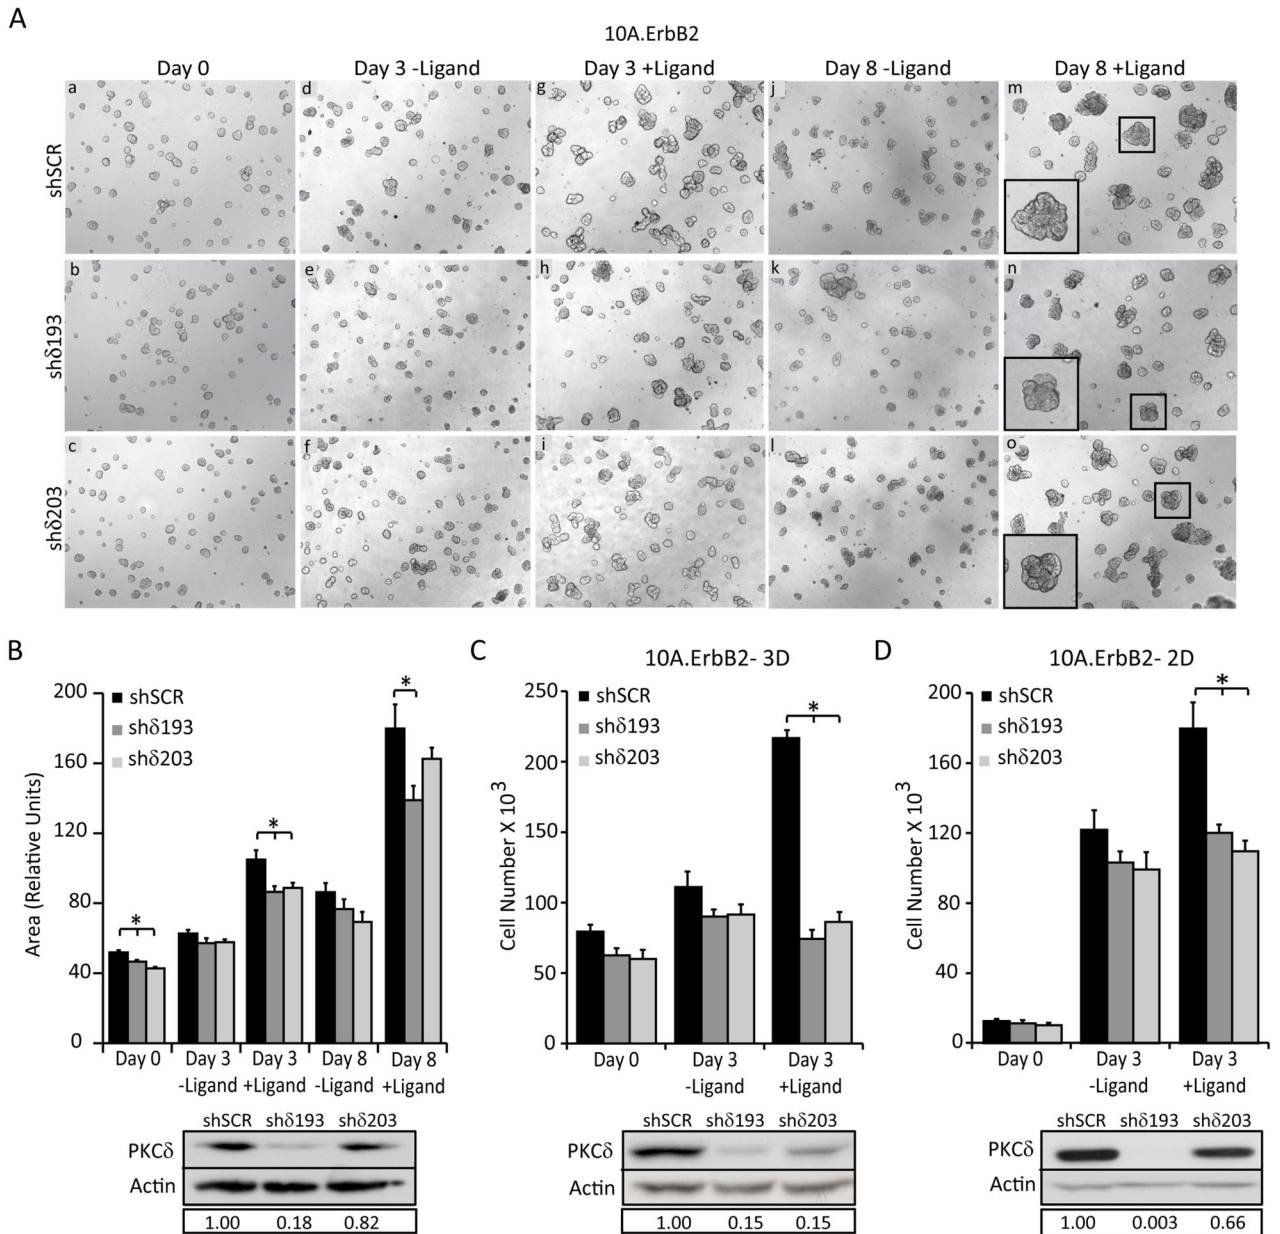 A
10A.ErbB2
Day 0 Day 3 -Ligand Day 3 +Ligand Day 8 -Ligand Day 8 +Ligand
a d g j m
shSCR
b e h k n
shδ193
c f i l o
shδ203
B
200
160
120
80
40
0
Area (Relative Units)
shSCR
shδ193
shδ203
* * *
Day 0 Day 3 Day 3 Day 8 Day 8
-Ligand +Ligand -Ligand +Ligand
shSCR shδ193 shδ203
PKCδ
Actin
1.00 0.18 0.82
C
10A.ErbB2- 3D
250
200
150
100
50
0
Cell Number X 10³
shSCR
shδ193
shδ203
*
Day 0 Day 3 Day 3
-Ligand +Ligand
shSCR shδ193 shδ203
PKCδ
Actin
1.00 0.15 0.15
D
10A.ErbB2- 2D
200
160
120
80
40
0
Cell Number X 10³
shSCR
shδ193
shδ203
*
Day 0 Day 3 Day 3
-Ligand +Ligand
shSCR shδ193 shδ203
PKCδ
Actin
1.00 0.003 0.66